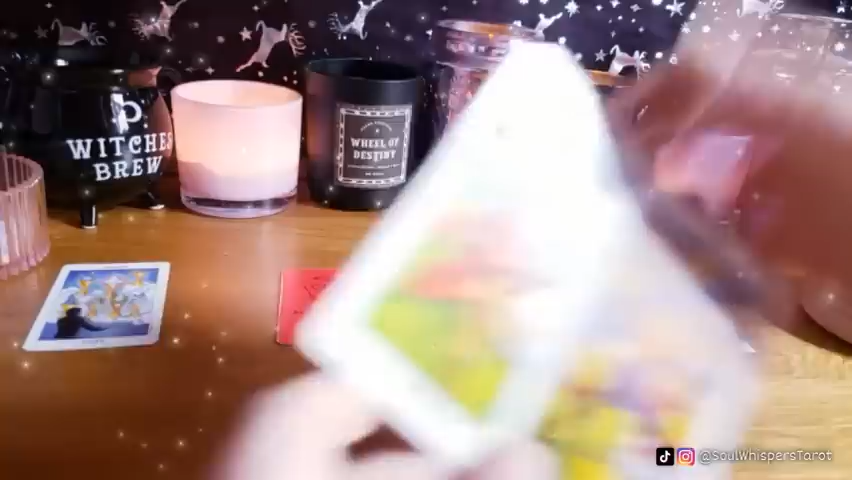 WITCHES
BREW
WHEEL OF
DESTINY
@SoulWhispersTarot